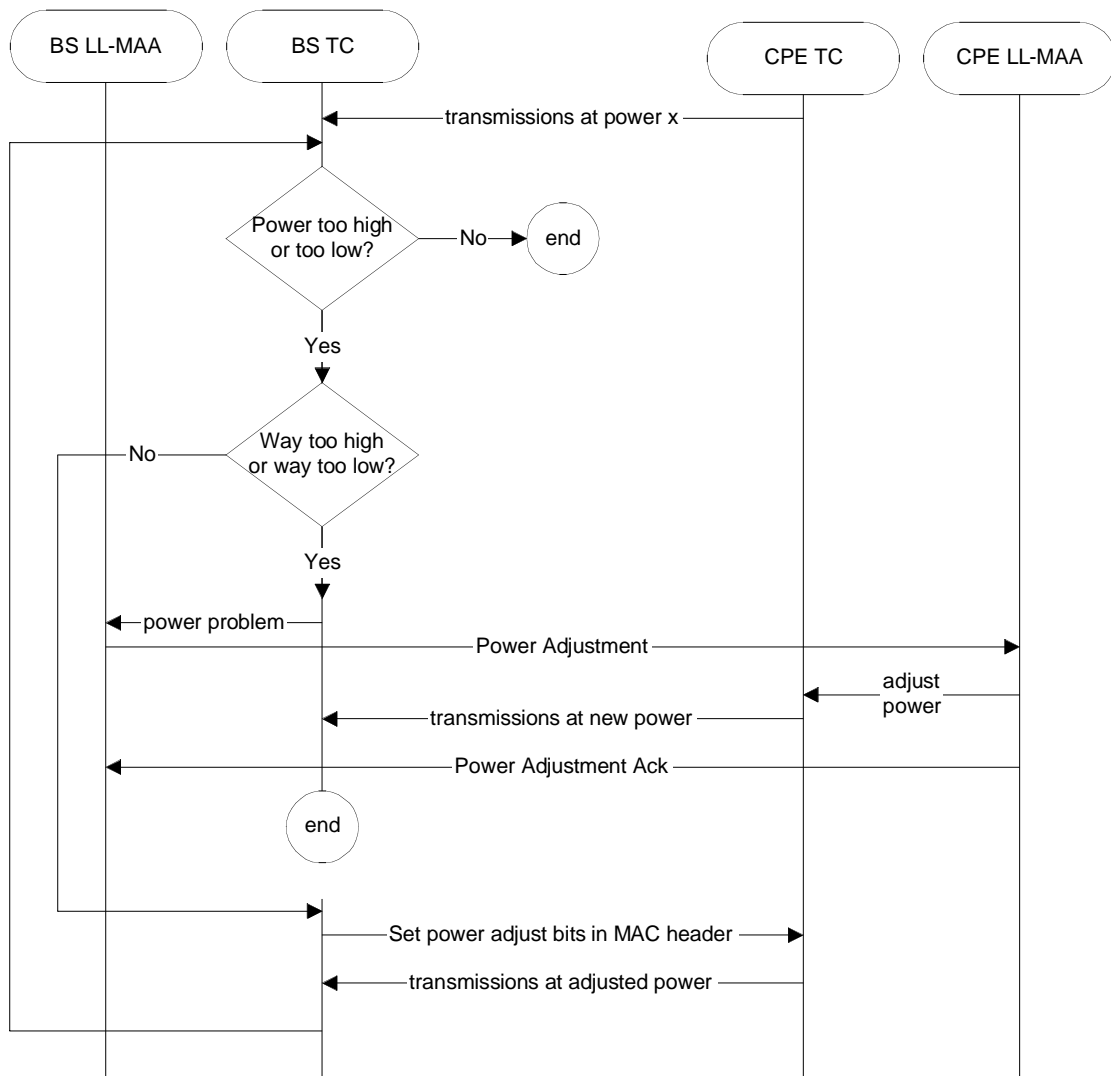 BS LL-MAA
BS TC
CPE TC
CPE LL-MAA
transmissions at power x
Power too high
or too low?
No
end
Yes
Way too high
or way too low?
No
Yes
power problem
Power Adjustment
adjust
power
transmissions at new power
Power Adjustment Ack
end
Set power adjust bits in MAC header
transmissions at adjusted power